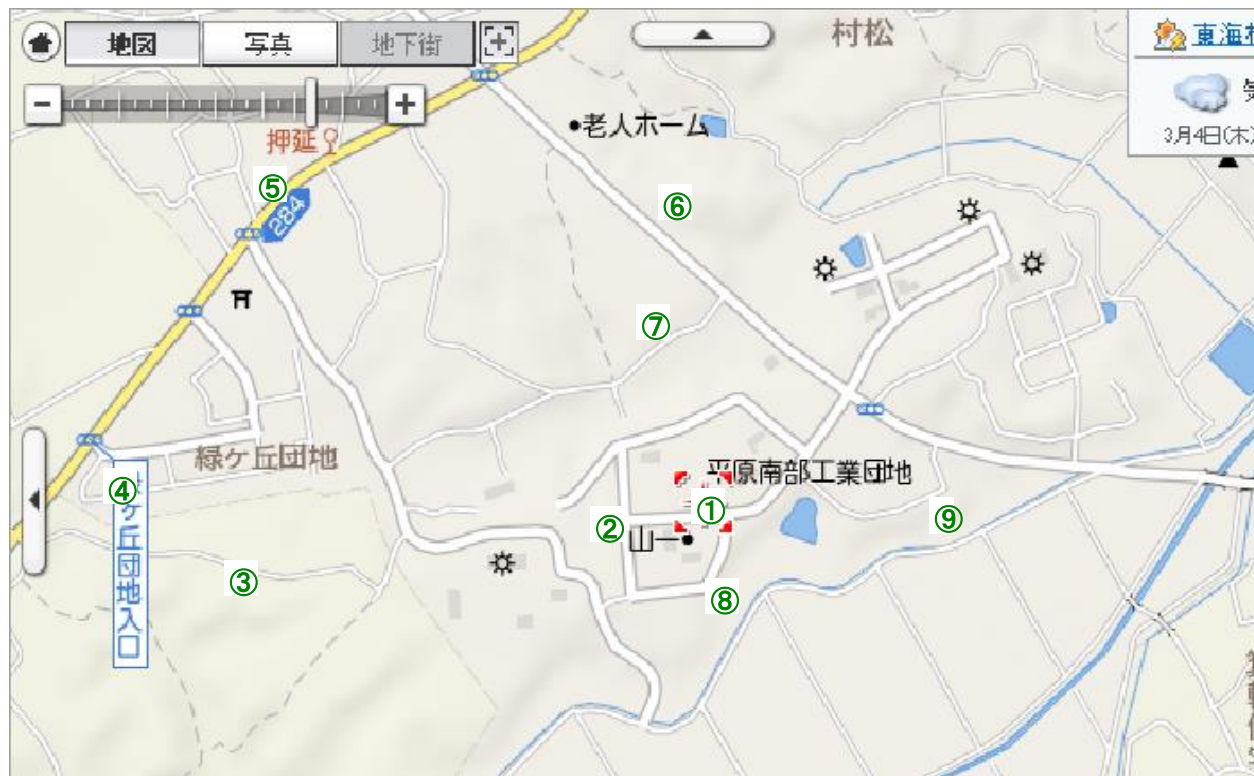 地図
写真
地下街
村松
東海
3月4日(木)
−
+
押延
●老人ホーム
⑤
284
⑥
⑦
緑ケ丘団地
平原南部工業団地
④
ケ丘団地入口
①
②
⑨
山一●
③
⑧